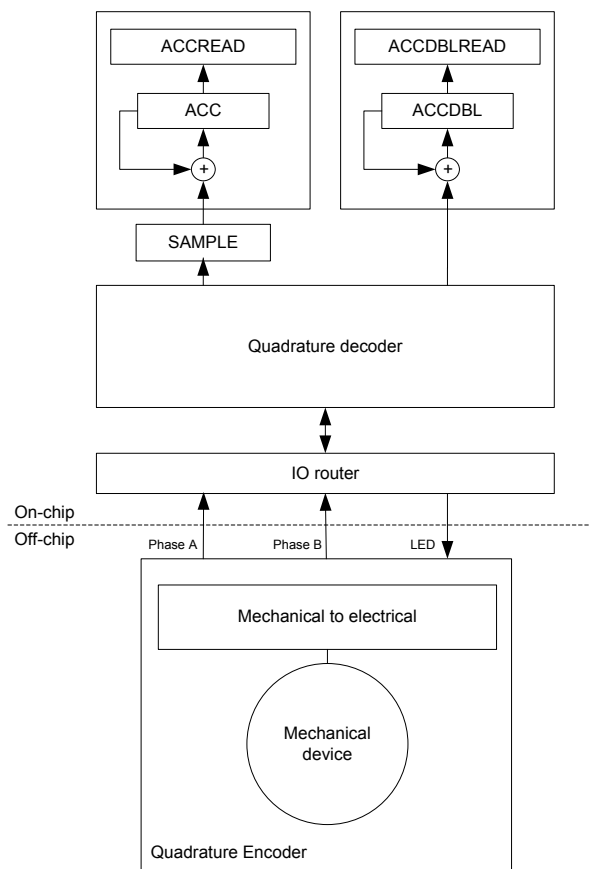 ACCREAD
ACCDBLREAD
ACC
ACCDBL
+
+
SAMPLE
Quadrature decoder
IO router
On-chip
Off-chip
Phase A
Phase B
LED
Mechanical to electrical
Mechanical
device
Quadrature Encoder